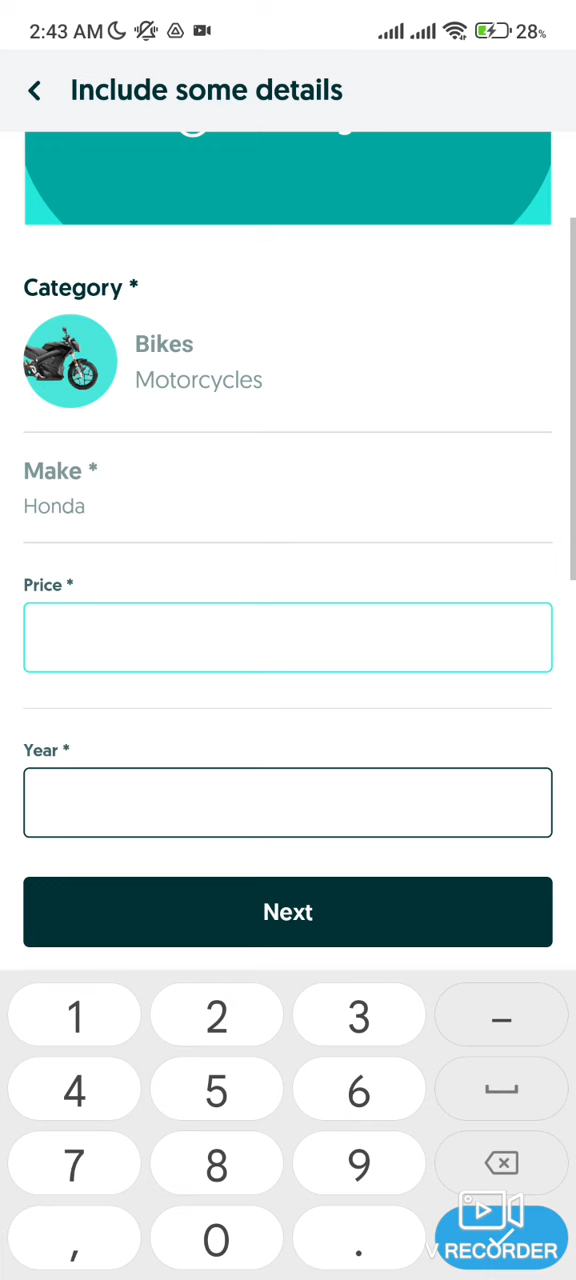 2:43 AM
28%
Include some details
Category *
Bikes
Motorcycles
Make *
Honda
Price *
Year *
Next
1 2 3 –
4 5 6
7 8 9
, 0 .
V RECORDER